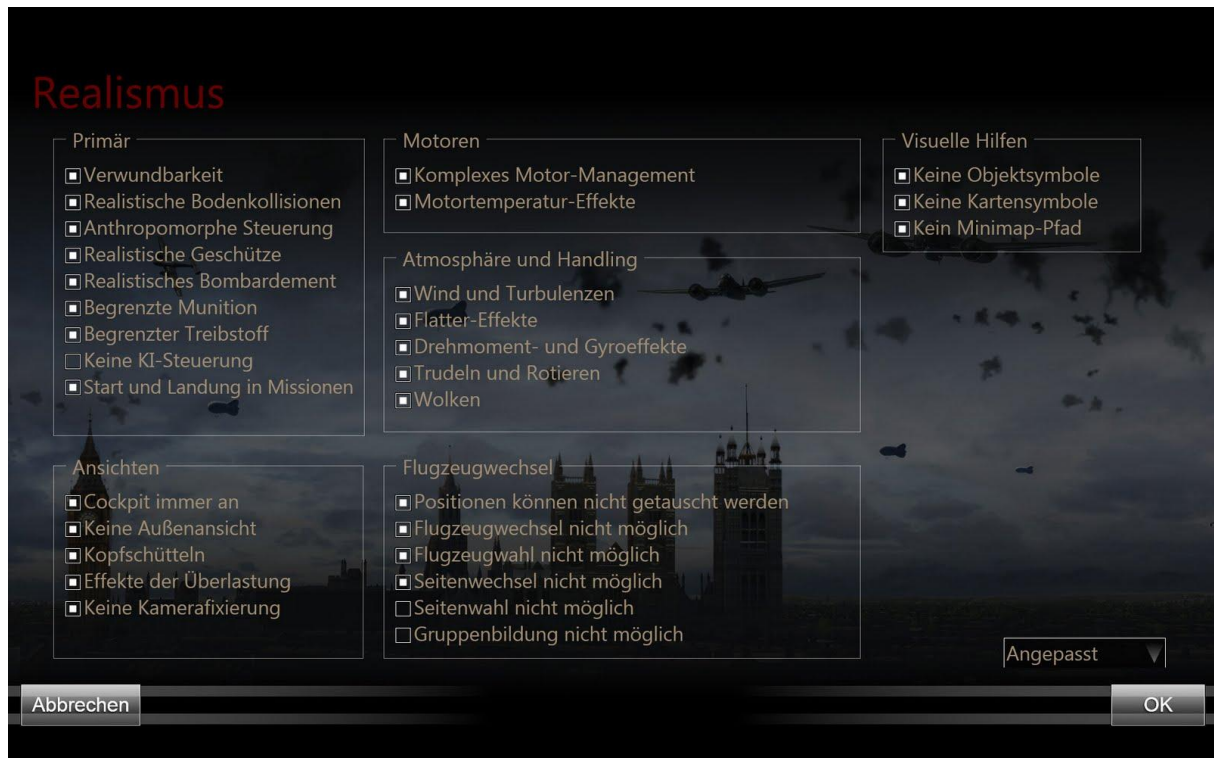 Realismus
Primär
Verwundbarkeit
Realistische Bodenkollisionen
Anthropomorphe Steuerung
Realistische Geschütze
Realistisches Bombardement
Begrenzte Munition
Begrenzter Treibstoff
Keine KI-Steuerung
Start und Landung in Missionen
Motoren
Komplexes Motor-Management
Motortemperatur-Effekte
Atmosphäre und Handling
Wind und Turbulenzen
Flatter-Effekte
Drehmoment- und Gyroeffekte
Trudeln und Rotieren
Wolken
Visuelle Hilfen
Keine Objektsymbole
Keine Kartensymbole
Kein Minimap-Pfad
Ansichten
Cockpit immer an
Keine Außenansicht
Kopfschütteln
Effekte der Überlastung
Keine Kamerafixierung
Flugzeugwechsel
Positionen können nicht getauscht werden
Flugzeugwechsel nicht möglich
Flugzeugwahl nicht möglich
Seitenwechsel nicht möglich
Seitenwahl nicht möglich
Gruppenbildung nicht möglich
Angepasst
Abbrechen
OK